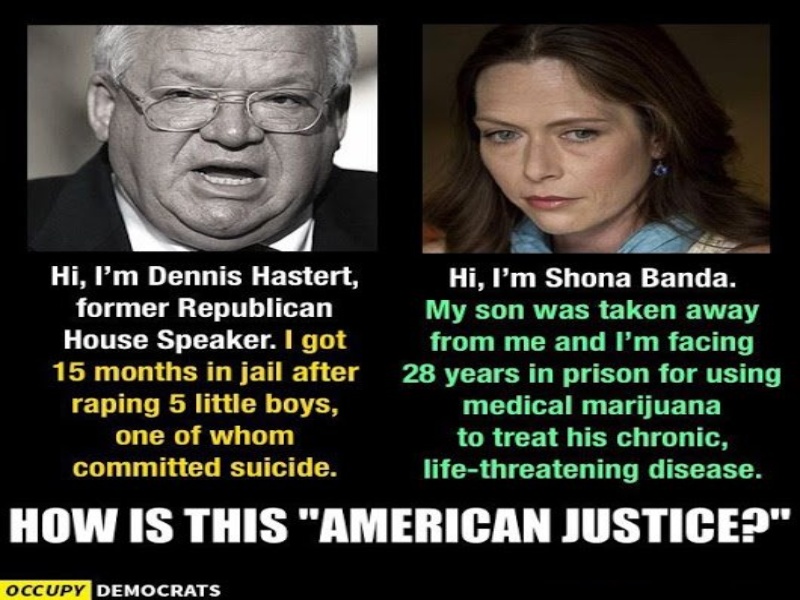 Hi, I'm Dennis Hastert,
former Republican
House Speaker. I got
15 months in jail after
raping 5 little boys,
one of whom
committed suicide.
Hi, I'm Shona Banda.
My son was taken away
from me and I'm facing
28 years in prison for using
medical marijuana
to treat his chronic,
life-threatening disease.
HOW IS THIS "AMERICAN JUSTICE?"
OCCUPY DEMOCRATS